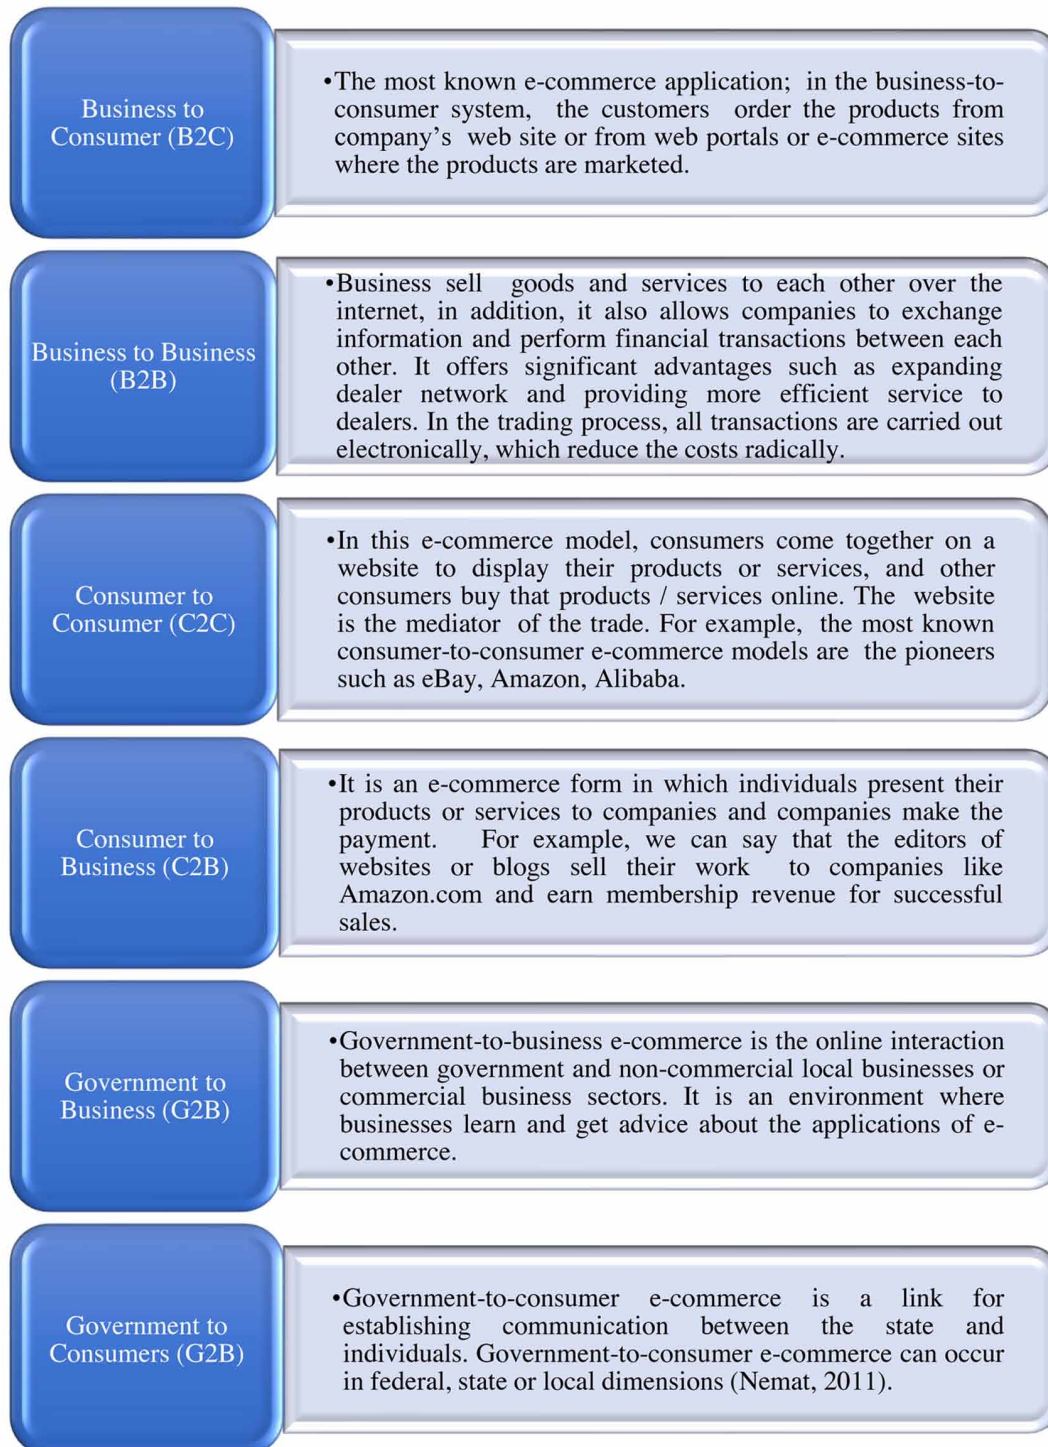 Business to
Consumer (B2C)
•The most known e-commerce application; in the business-to-
consumer system, the customers order the products from
company's web site or from web portals or e-commerce sites
where the products are marketed.
Business to Business
(B2B)
•Business sell goods and services to each other over the
internet, in addition, it also allows companies to exchange
information and perform financial transactions between each
other. It offers significant advantages such as expanding
dealer network and providing more efficient service to
dealers. In the trading process, all transactions are carried out
electronically, which reduce the costs radically.
Consumer to
Consumer (C2C)
•In this e-commerce model, consumers come together on a
website to display their products or services, and other
consumers buy that products / services online. The website
is the mediator of the trade. For example, the most known
consumer-to-consumer e-commerce models are the pioneers
such as eBay, Amazon, Alibaba.
Consumer to
Business (C2B)
•It is an e-commerce form in which individuals present their
products or services to companies and companies make the
payment. For example, we can say that the editors of
websites or blogs sell their work to companies like
Amazon.com and earn membership revenue for successful
sales.
Government to
Business (G2B)
•Government-to-business e-commerce is the online interaction
between government and non-commercial local businesses or
commercial business sectors. It is an environment where
businesses learn and get advice about the applications of e-
commerce.
Government to
Consumers (G2B)
•Government-to-consumer e-commerce is a link for
establishing communication between the state and
individuals. Government-to-consumer e-commerce can occur
in federal, state or local dimensions (Nemat, 2011).